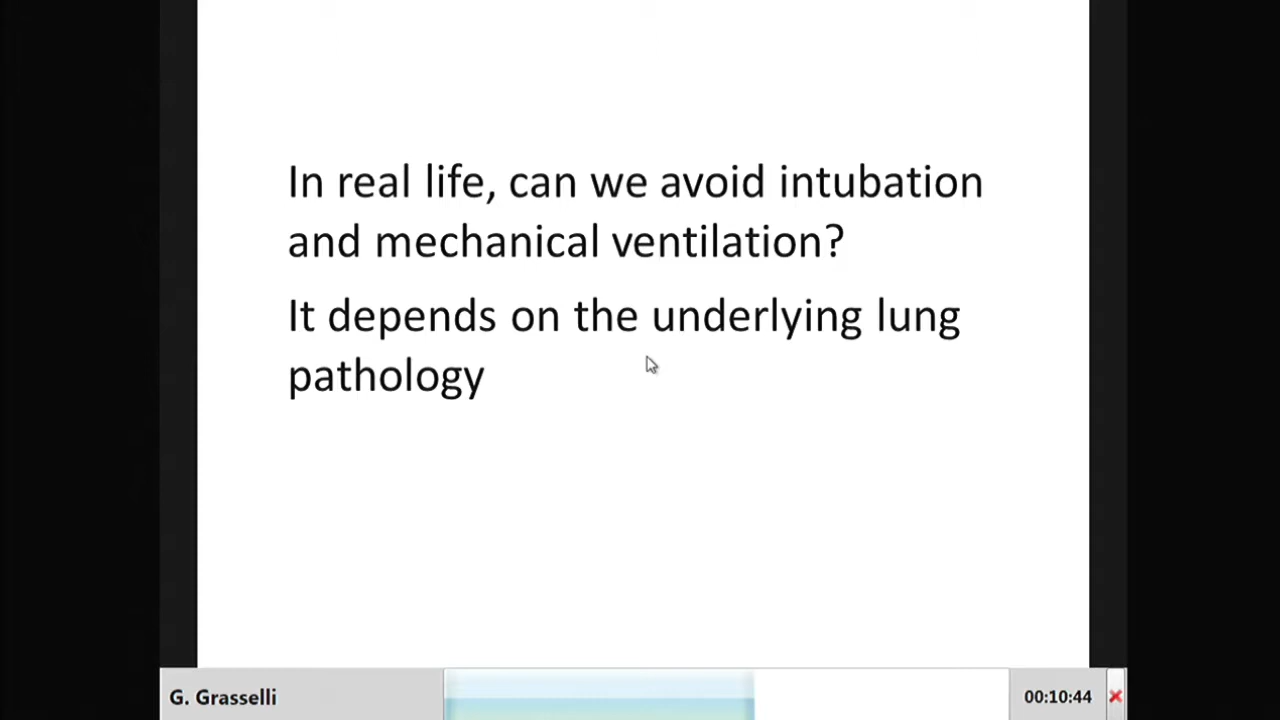 In real life, can we avoid intubation
and mechanical ventilation?
It depends on the underlying lung
pathology
G. Grasselli
00:10:44